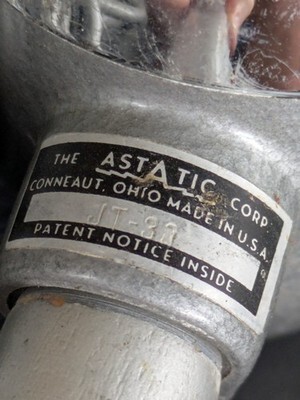 THE ASTATIC CORP.
CONNEAUT, OHIO MADE IN U.S.A.
JT-30
PATENT NOTICE INSIDE